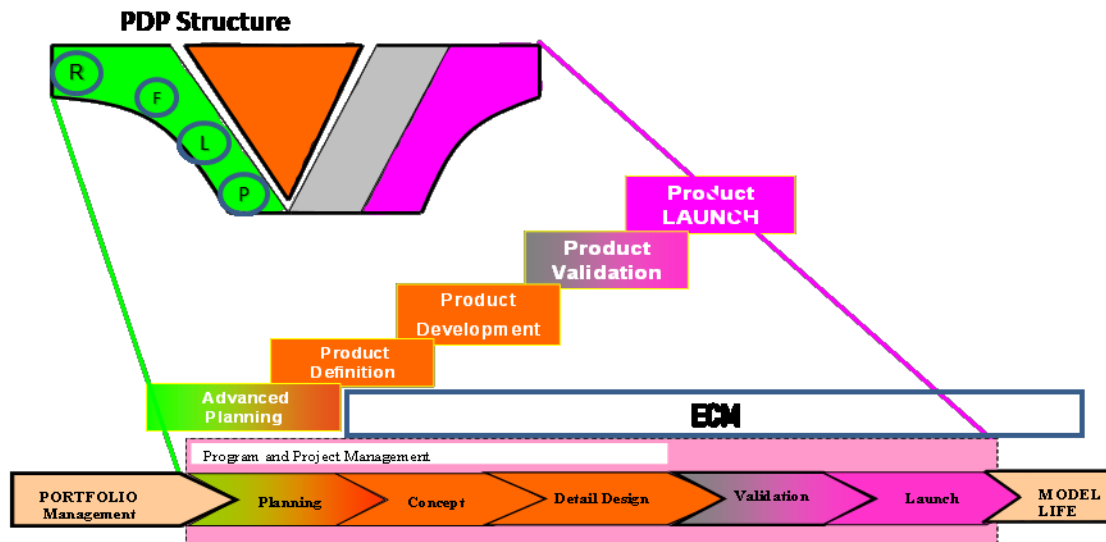 PDP Structure
R
F
L
P
Product
LAUNCH
Product
Validation
Product
Development
Product
Definition
Advanced
Planning
ECM
Program and Project Management
PORTFOLIO
Management
Planning
Concept
Detail Design
Validation
Launch
MODEL
LIFE